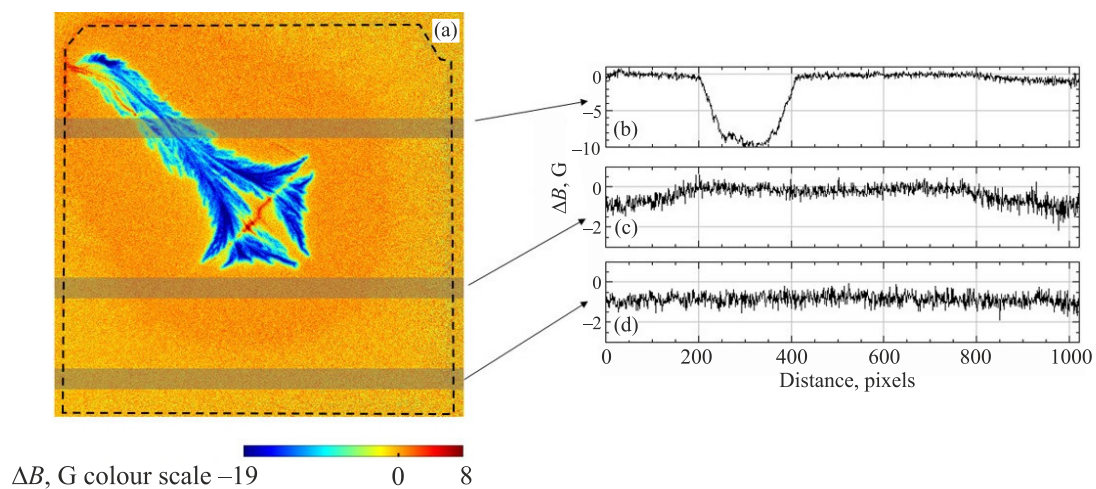 (a)
0
−5
−10
(b)
ΔB, G
0
−2
(c)
0
−2
(d)
0 200 400 600 800 1000
Distance, pixels
ΔB, G colour scale −19 0 8